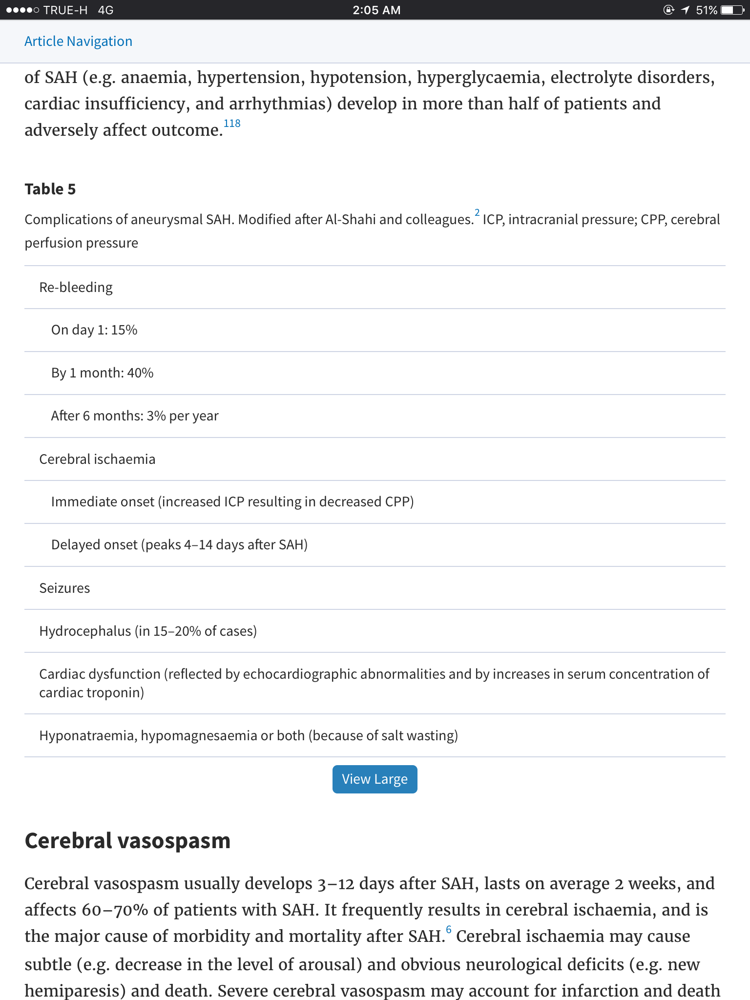 TRUE-H 4G 2:05 AM 51%
Article Navigation
of SAH (e.g. anaemia, hypertension, hypotension, hyperglycaemia, electrolyte disorders,
cardiac insufficiency, and arrhythmias) develop in more than half of patients and
adversely affect outcome.118
Table 5
Complications of aneurysmal SAH. Modified after Al-Shahi and colleagues.2 ICP, intracranial pressure; CPP, cerebral
perfusion pressure
Re-bleeding
On day 1: 15%
By 1 month: 40%
After 6 months: 3% per year
Cerebral ischaemia
Immediate onset (increased ICP resulting in decreased CPP)
Delayed onset (peaks 4–14 days after SAH)
Seizures
Hydrocephalus (in 15–20% of cases)
Cardiac dysfunction (reflected by echocardiographic abnormalities and by increases in serum concentration of
cardiac troponin)
Hyponatraemia, hypomagnesaemia or both (because of salt wasting)
View Large
Cerebral vasospasm
Cerebral vasospasm usually develops 3–12 days after SAH, lasts on average 2 weeks, and
affects 60–70% of patients with SAH. It frequently results in cerebral ischaemia, and is
the major cause of morbidity and mortality after SAH.6 Cerebral ischaemia may cause
subtle (e.g. decrease in the level of arousal) and obvious neurological deficits (e.g. new
hemiparesis) and death. Severe cerebral vasospasm may account for infarction and death